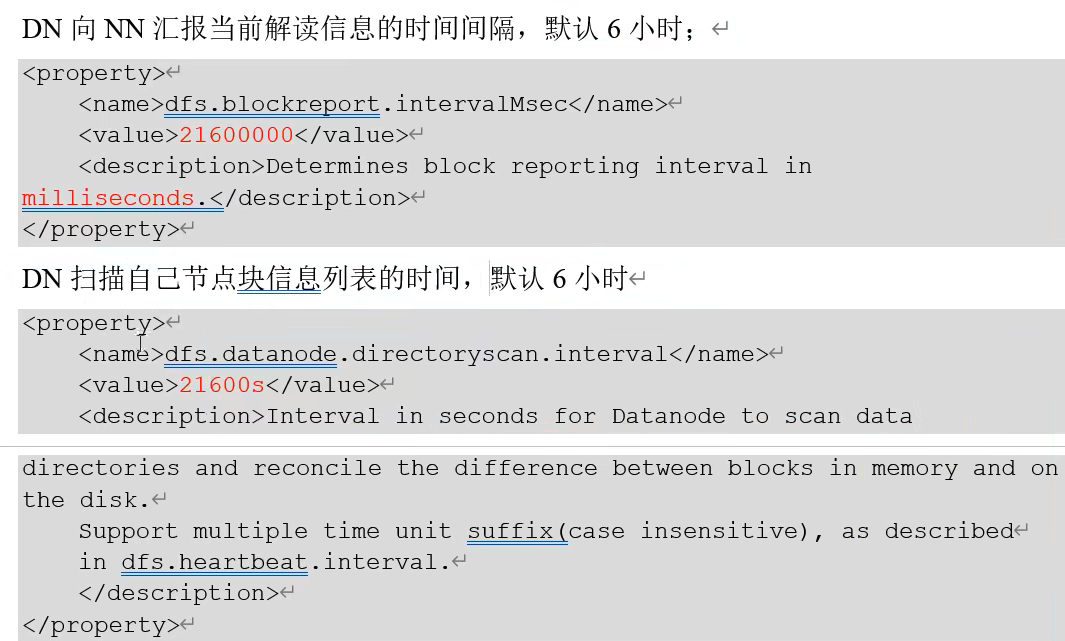 DN 向 NN 汇报当前解读信息的时间间隔，默认 6 小时；
<property>
<name>dfs.blockreport.intervalMsec</name>
<value>21600000</value>
<description>Determines block reporting interval in
milliseconds.</description>
</property>
DN 扫描自己节点块信息列表的时间，默认 6 小时
<property>
<name>dfs.datanode.directoryscan.interval</name>
<value>21600s</value>
<description>Interval in seconds for Datanode to scan data
directories and reconcile the difference between blocks in memory and on
the disk.
Support multiple time unit suffix(case insensitive), as described
in dfs.heartbeat.interval.
</description>
</property>